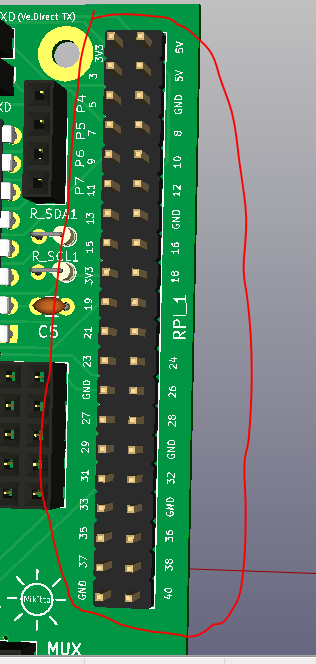 XD (Ve.Direct TX)
3V3
5V
3
5V
P4
5
GND
P5
7
8
XD
P6
9
10
P7
11
12
R_SDA1
13
GND
15
16
R_SCL1
3V3
18
19
C5
RPI_1
21
23
24
GND
26
27
28
29
GND
31
32
33
GND
35
36
37
38
Nikitta
GND
40
MUX